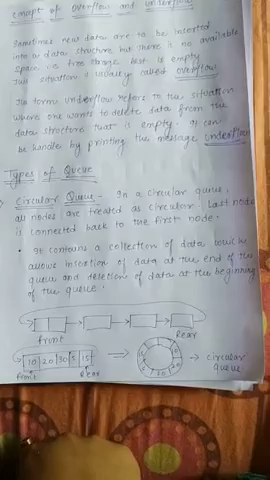 Concept of Overflow and Underflow
Sometimes new data are to be inserted
into a data structure but there is no available
space i.e free storage list is empty
This situation is usually called overflow.
The term underflow refers to the situation
where one wants to delete data from the
data structure that is empty. It can
be handle by printing the message Underflow
Types of Queue
Circular Queue - In a circular queue,
all nodes are treated as circular. Last node
is connected back to the first node.
• It contains a collection of data which
allows insertion of data at the end of the
queue and deletion of data at the beginning
of the queue.
front Rear
10 20 30 5 15 ⇒ → circular
front Rear queue